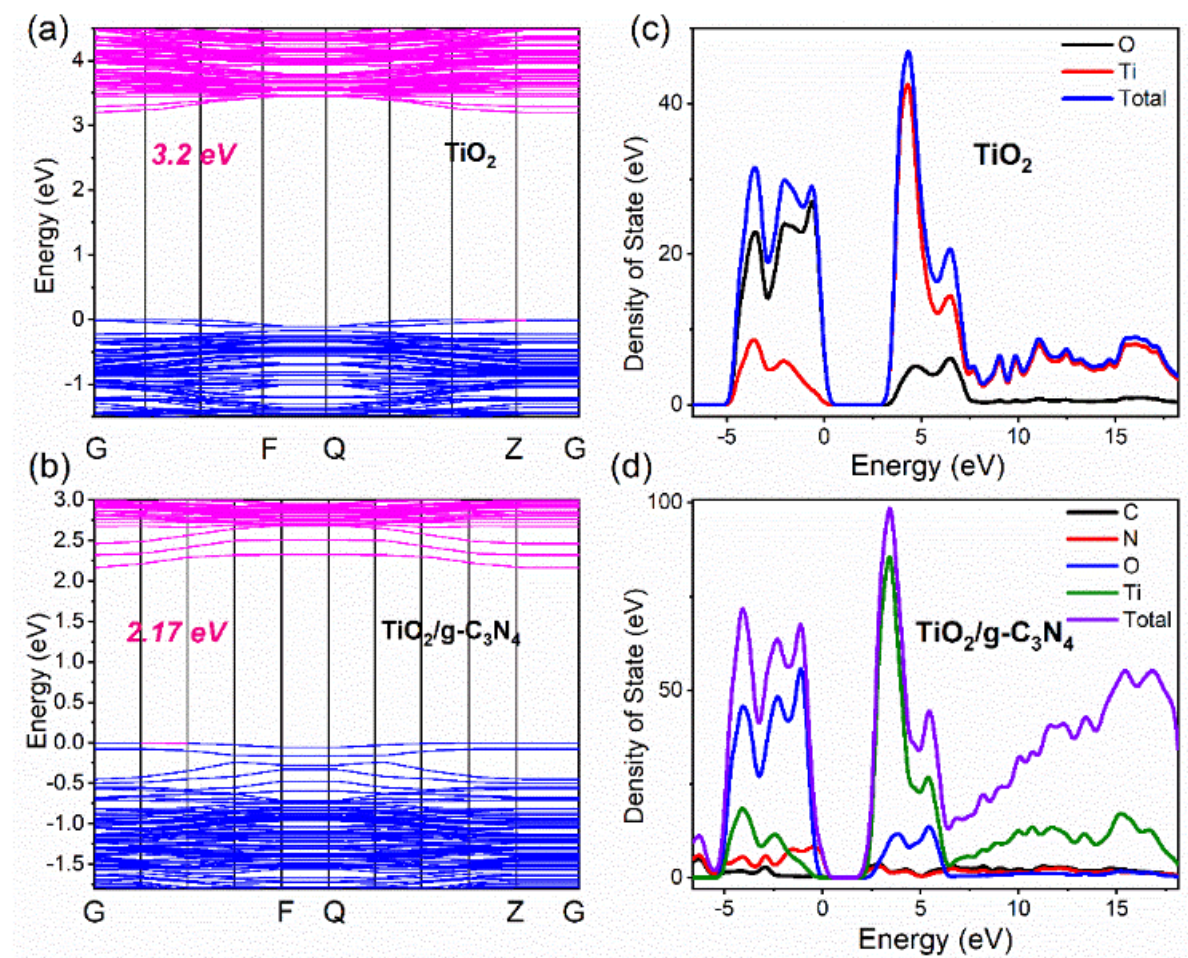 (a)
Energy (eV)
4
3
4
1
0
-1
3.2 eV
TiO₂
G F Q Z G
(c)
Density of State (eV)
40
20
0
O
Ti
Total
TiO₂
-5 0 5 10 15
Energy (eV)
(b)
Energy (eV)
3.0
2.5
2.0
1.5
1.0
0.5
0.0
-0.5
-1.0
-1.5
2.17 eV
TiO₂/g-C₃N₄
G F Q Z G
(d)
Density of State (eV)
100
50
0
C
N
O
Ti
Total
TiO₂/g-C₃N₄
-5 0 5 10 15
Energy (eV)